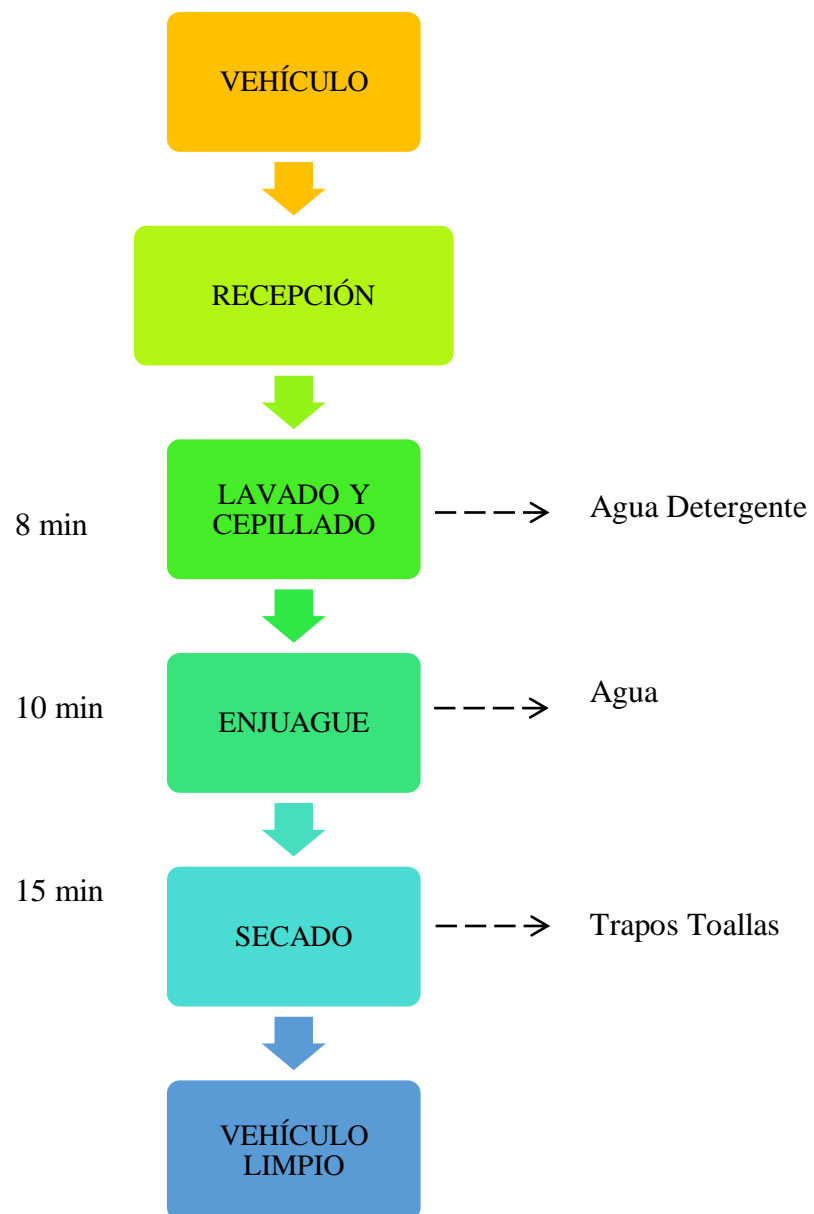 VEHÍCULO
RECEPCIÓN
LAVADO Y
CEPILLADO
8 min
Agua Detergente
ENJUAGUE
10 min
Agua
15 min
SECADO
Trapos Toallas
VEHÍCULO
LIMPIO